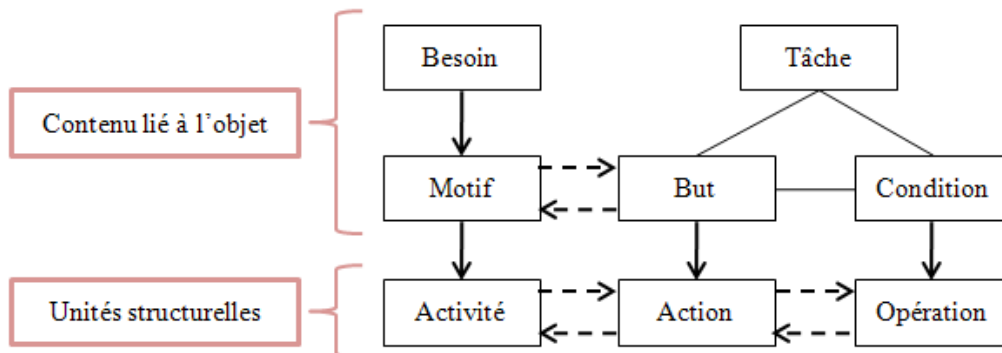 Besoin
Tâche
Contenu lié à l'objet
Motif
But
Condition
Unités structurelles
Activité
Action
Opération